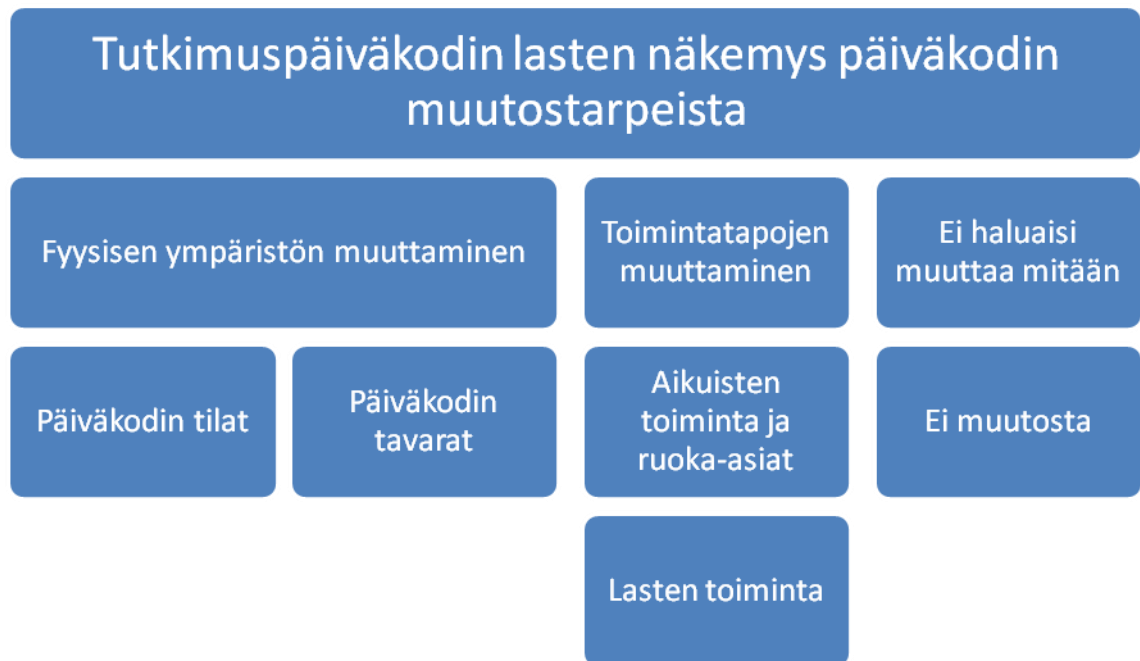 Tutkimuspäiväkodin lasten näkemys päiväkodin
muutostarpeista
Fyysisen ympäristön muuttaminen
Toimintatapojen
muuttaminen
Ei haluaisi
muuttaa mitään
Päiväkodin tilat
Päiväkodin
tavarat
Aikuisten
toiminta ja
ruoka-asiat
Ei muutosta
Lasten toiminta